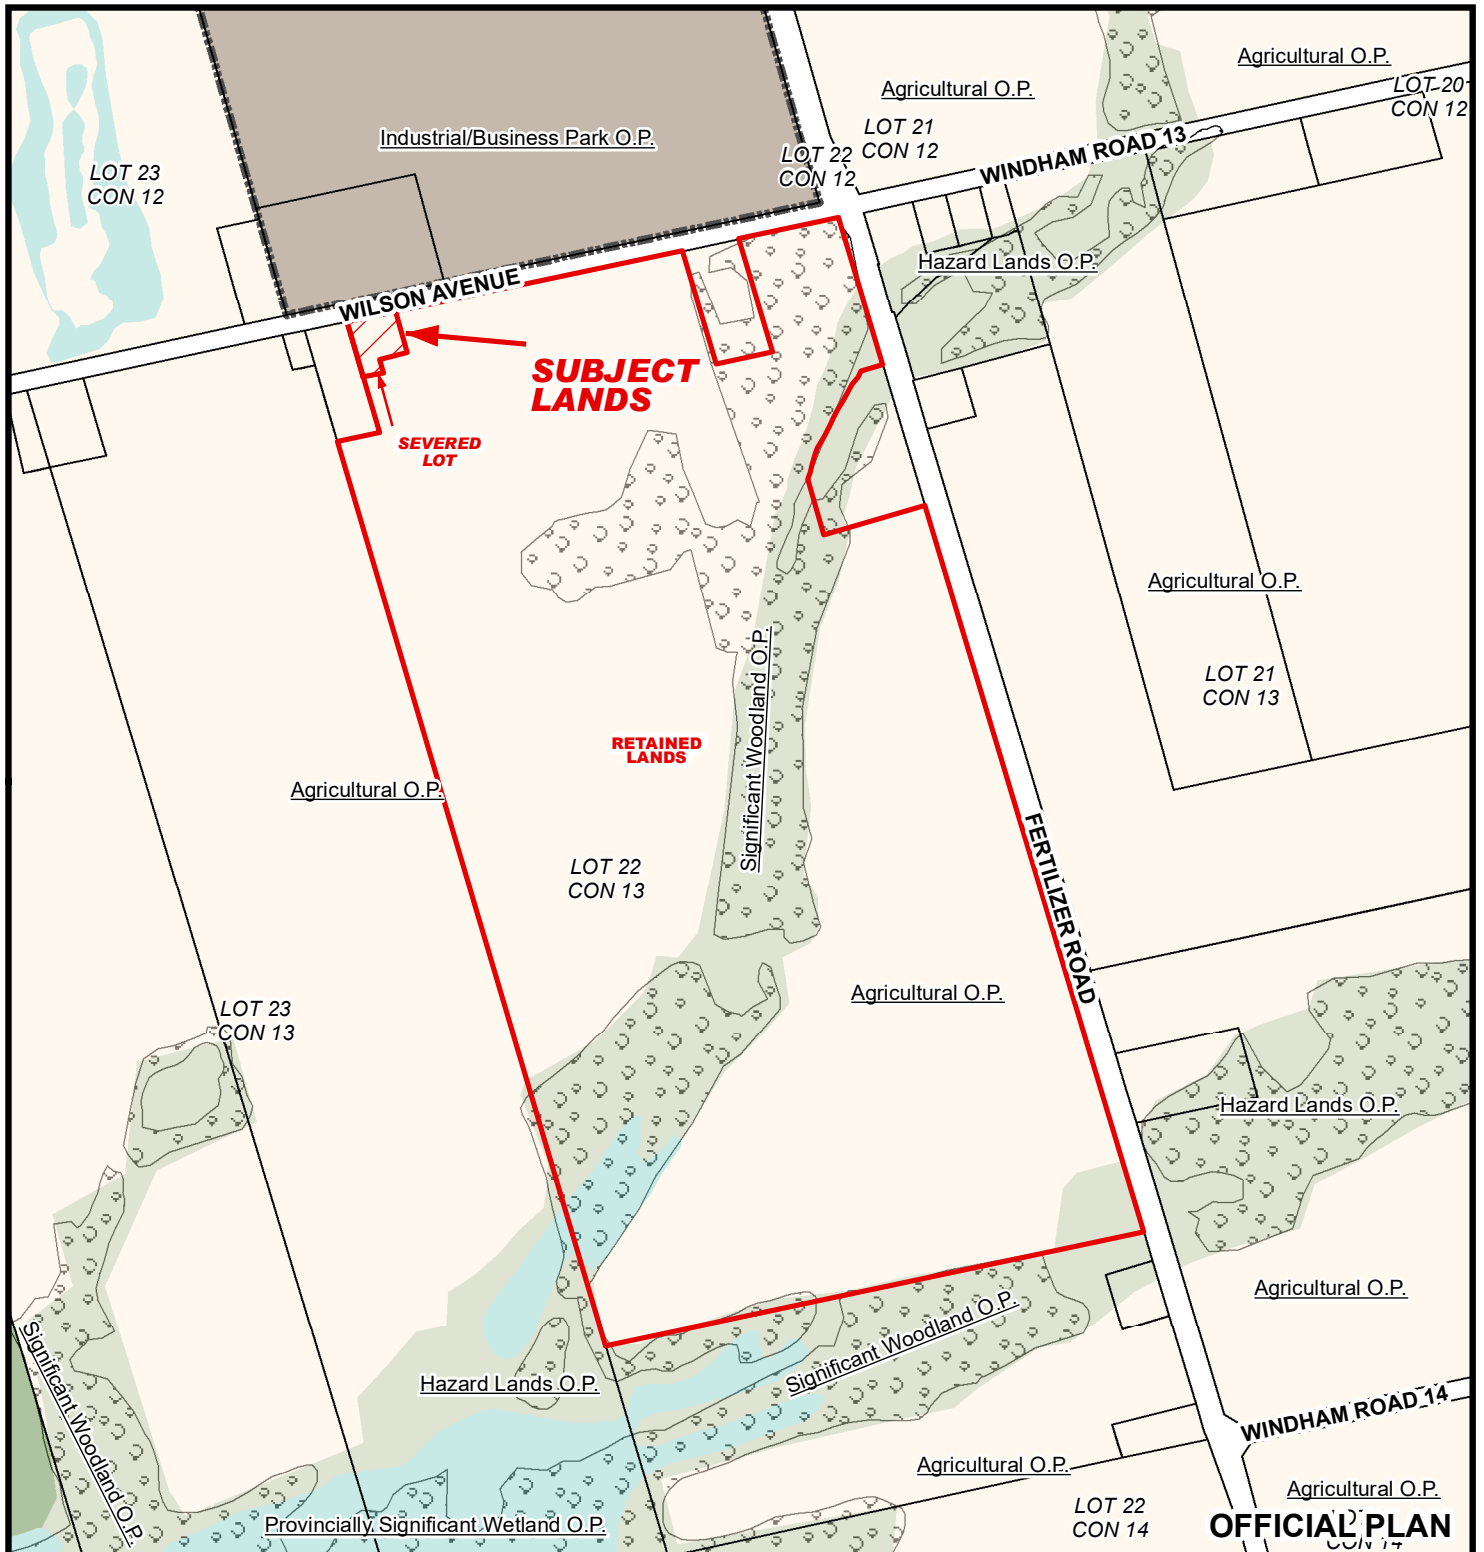 Agricultural O.P.
Agricultural O.P.
LOT 20
CON 12
Industrial/Business Park O.P.
LOT 21
CON 12
LOT 22
CON 12
WINDHAM ROAD 13
LOT 23
CON 12
Hazard Lands O.P.
WILSON AVENUE
SUBJECT
LANDS
SEVERED
LOT
Agricultural O.P.
Significant Woodland O.P.
LOT 21
CON 13
RETAINED
LANDS
Agricultural O.P.
FERTILIZER ROAD
LOT 22
CON 13
Agricultural O.P.
LOT 23
CON 13
Hazard Lands O.P.
Agricultural O.P.
Significant Woodland O.P.
Significant Woodland O.P.
Hazard Lands O.P.
WINDHAM ROAD 14
Agricultural O.P.
Agricultural O.P.
LOT 22
CON 14
Provincially Significant Wetland O.P.
OFFICIAL PLAN
CON 14